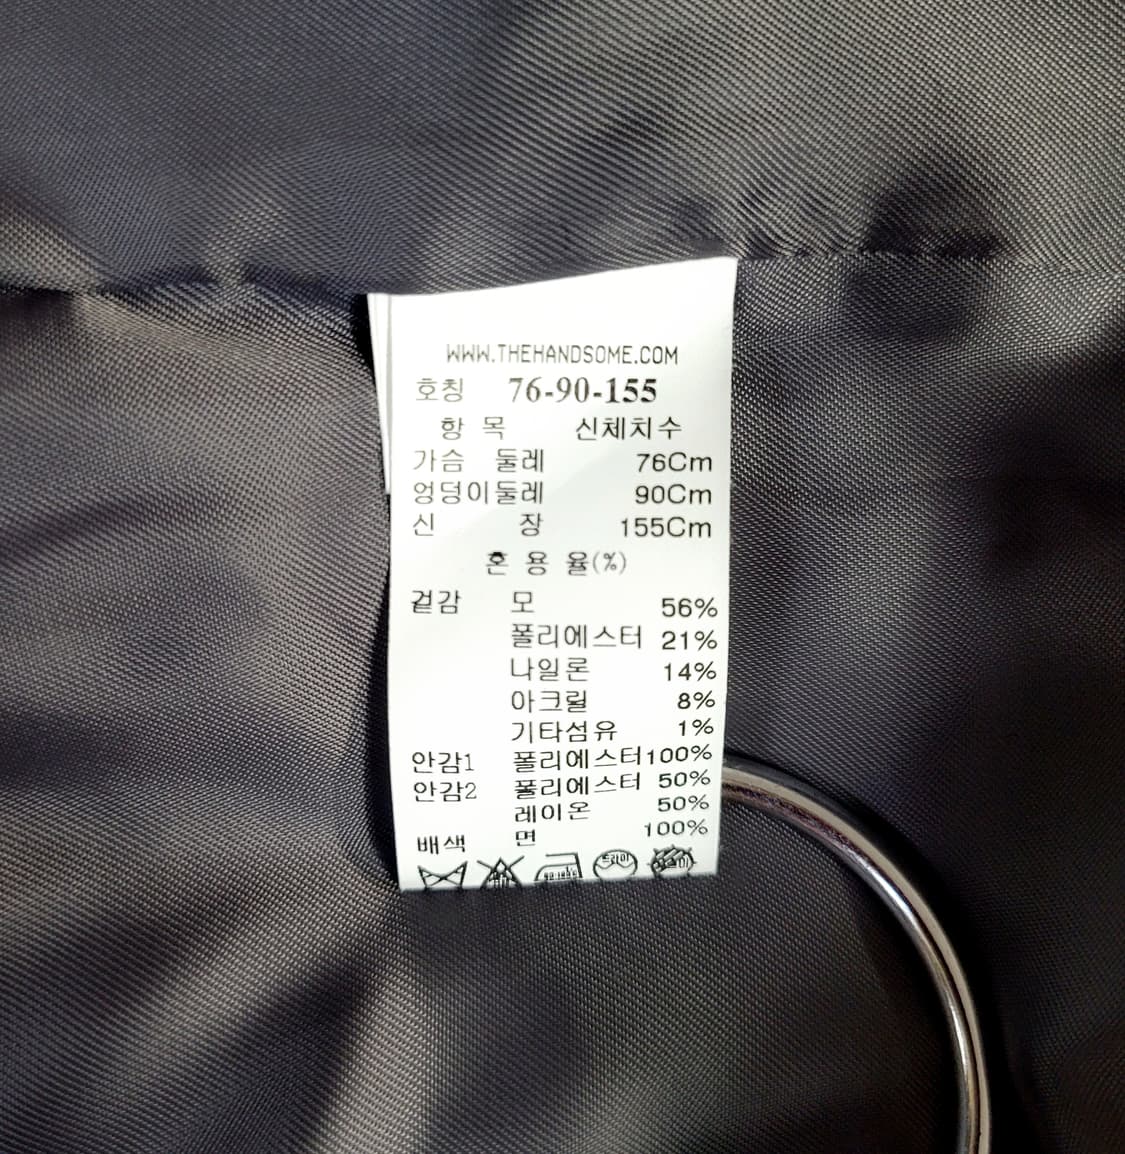 WWW.THEHANDSOME.COM
호칭 76-90-155
항 목 신체치수
가슴 둘레 76Cm
엉덩이둘레 90Cm
신 장 155Cm
혼 용 율(%)
겉감 모 56%
폴리에스터 21%
나일론 14%
아크릴 8%
기타섬유 1%
안감1 폴리에스터100%
안감2 폴리에스터 50%
레이온 50%
배색 면 100%
드라이